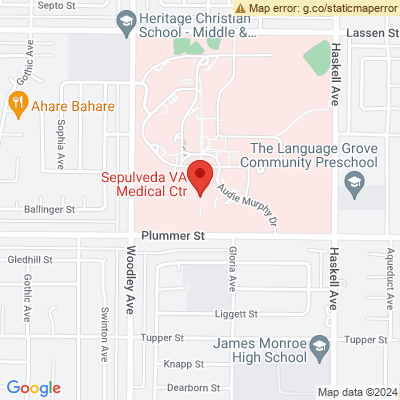 Map error: g.co/staticmaperror
Septo St
Heritage Christian
School - Middle &...
Lassen St
Gothic Ave
Haskell Ave
Ahare Bahare
Sophia Ave
The Language Grove
Community Preschool
Sepulveda VA
Medical Ctr
Audie Murphy Dr
Ballinger St
Plummer St
Gledhill St
Woodley Ave
Gloria Ave
Haskell Ave
Aqueduct Ave
Gothic Ave
Swinton Ave
Liggett St
Tupper St
James Monroe
High School
Tupper St
Knapp St
Google
Dearborn St
Map data ©2024